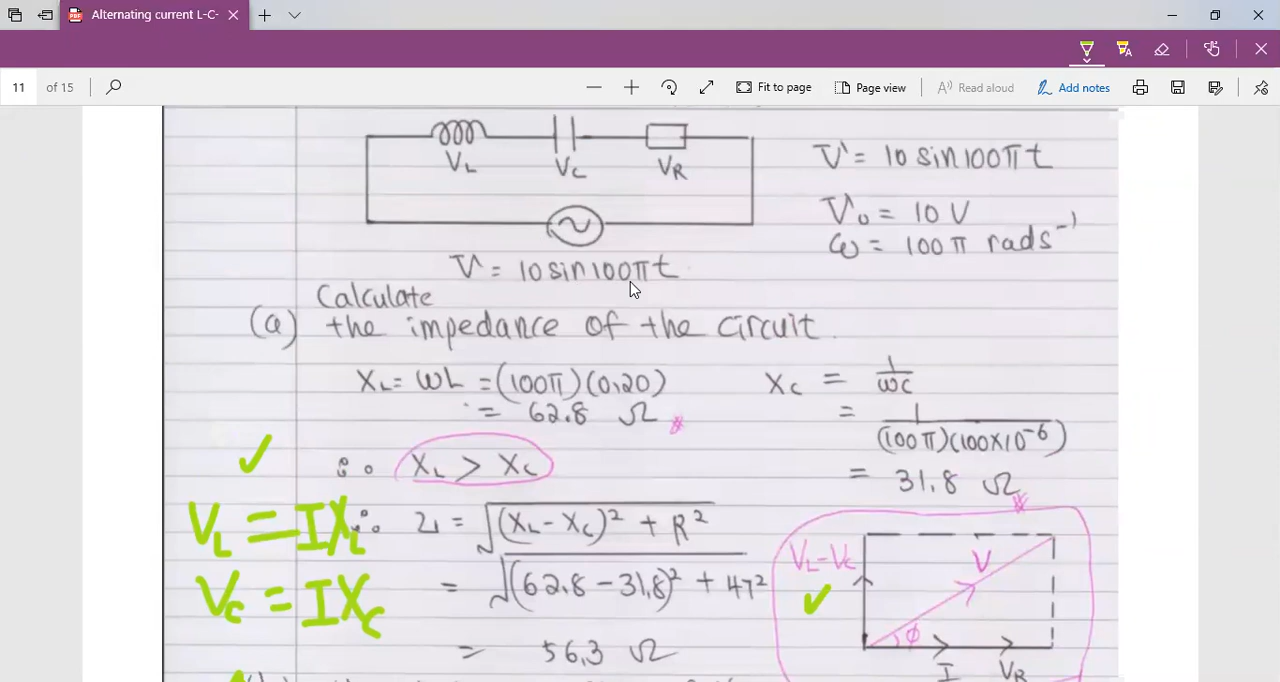 Alternating current L-C-
11 of 15
Fit to page
Page view
Read aloud
Add notes
V_L V_C V_R
V = 10 sin 100π t
V = 10 sin 100π t
V₀ = 10 V
ω = 100 π rad s⁻¹
Calculate
(a) the impedance of the circuit.
X_L = ωL = (100π)(0.20)
= 62.8 Ω *
X_C = 1/ωC
= 1/(100π)(100×10⁻⁶)
= 31.8 Ω *
✓ ∴ X_L > X_C
V_L = IX_L
∴ Z = √(X_L - X_C)² + R²
V_C = IX_C
= √(62.8 - 31.8)² + 47²
= 56.3 Ω
V_L - V_C
V
✓
φ
I V_R